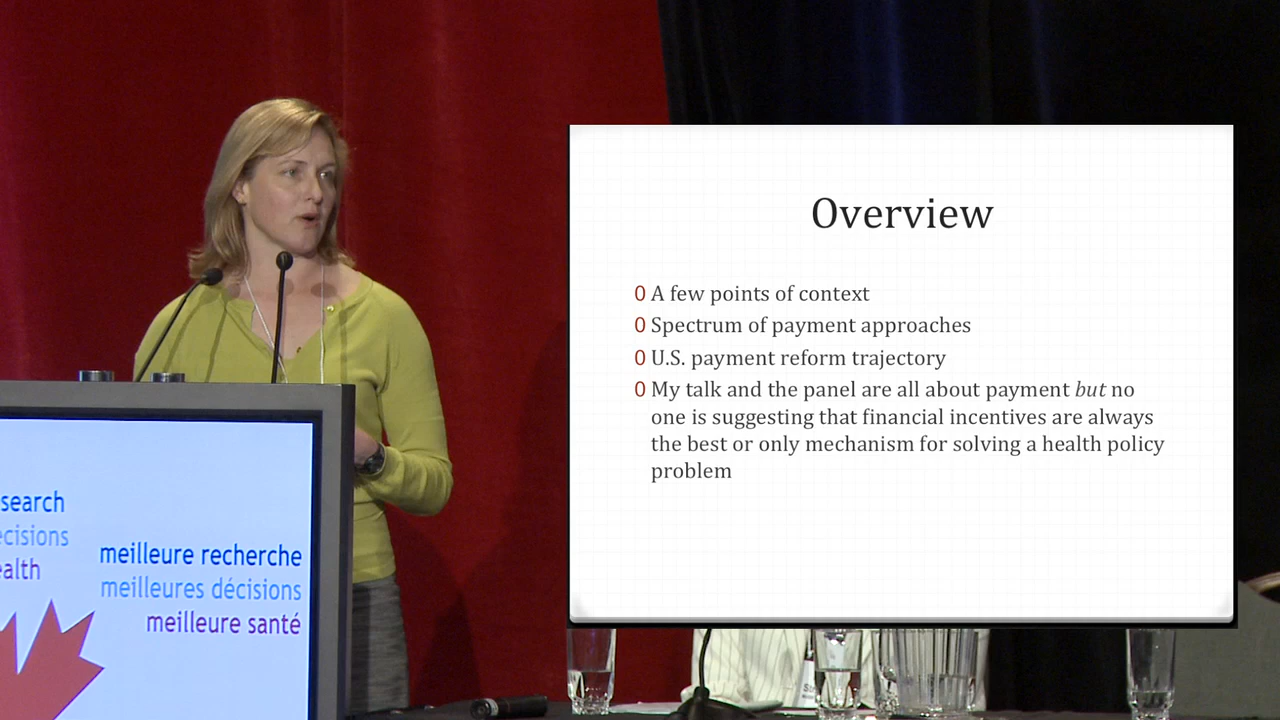 Overview
0 A few points of context
0 Spectrum of payment approaches
0 U.S. payment reform trajectory
0 My talk and the panel are all about payment but no
one is suggesting that financial incentives are always
the best or only mechanism for solving a health policy
problem
search
ecisions
ealth
meilleure recherche
meilleures décisions
meilleure santé